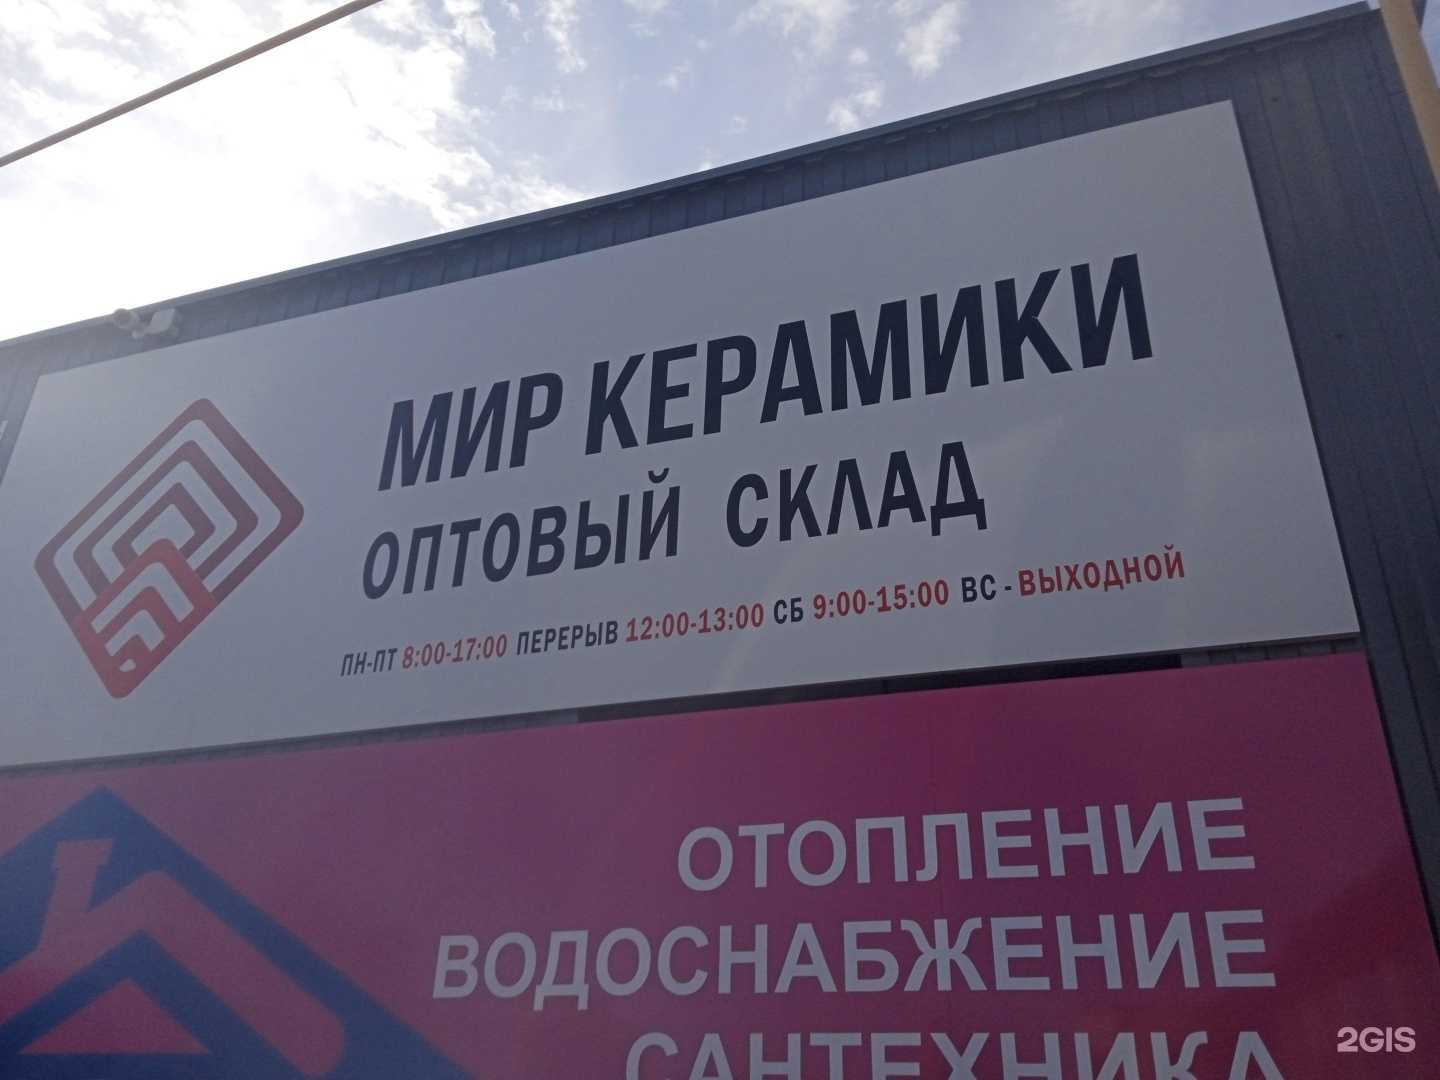 МИР КЕРАМИКИ
ОПТОВЫЙ СКЛАД
ПН-ПТ 8:00-17:00 ПЕРЕРЫВ 12:00-13:00 СБ 9:00-15:00 ВС - ВЫХОДНОЙ
ОТОПЛЕНИЕ
ВОДОСНАБЖЕНИЕ
САНТЕХНИКА
2GIS